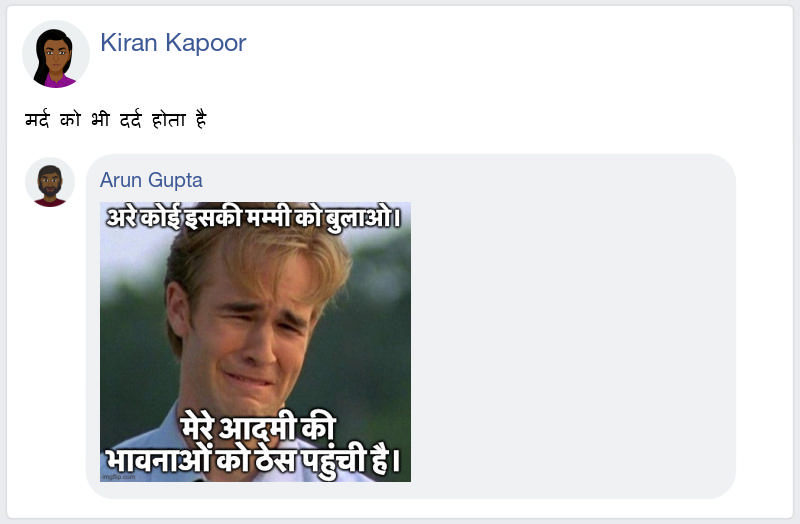 Kiran Kapoor
मर्द को भी दर्द होता है
Arun Gupta
अरे कोई इसकी मम्मी को बुलाओ।
मेरे आदमी की
भावनाओं को ठेस पहुंची है।
imgflip.com